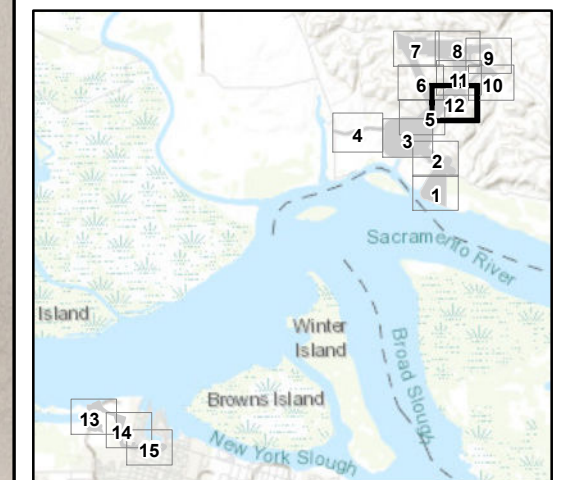 7
8
9
6
11
10
12
5
4
3
2
1
Sacramento River
Island
Winter
Island
Broad Slough
Browns Island
13
14
15
New York Slough